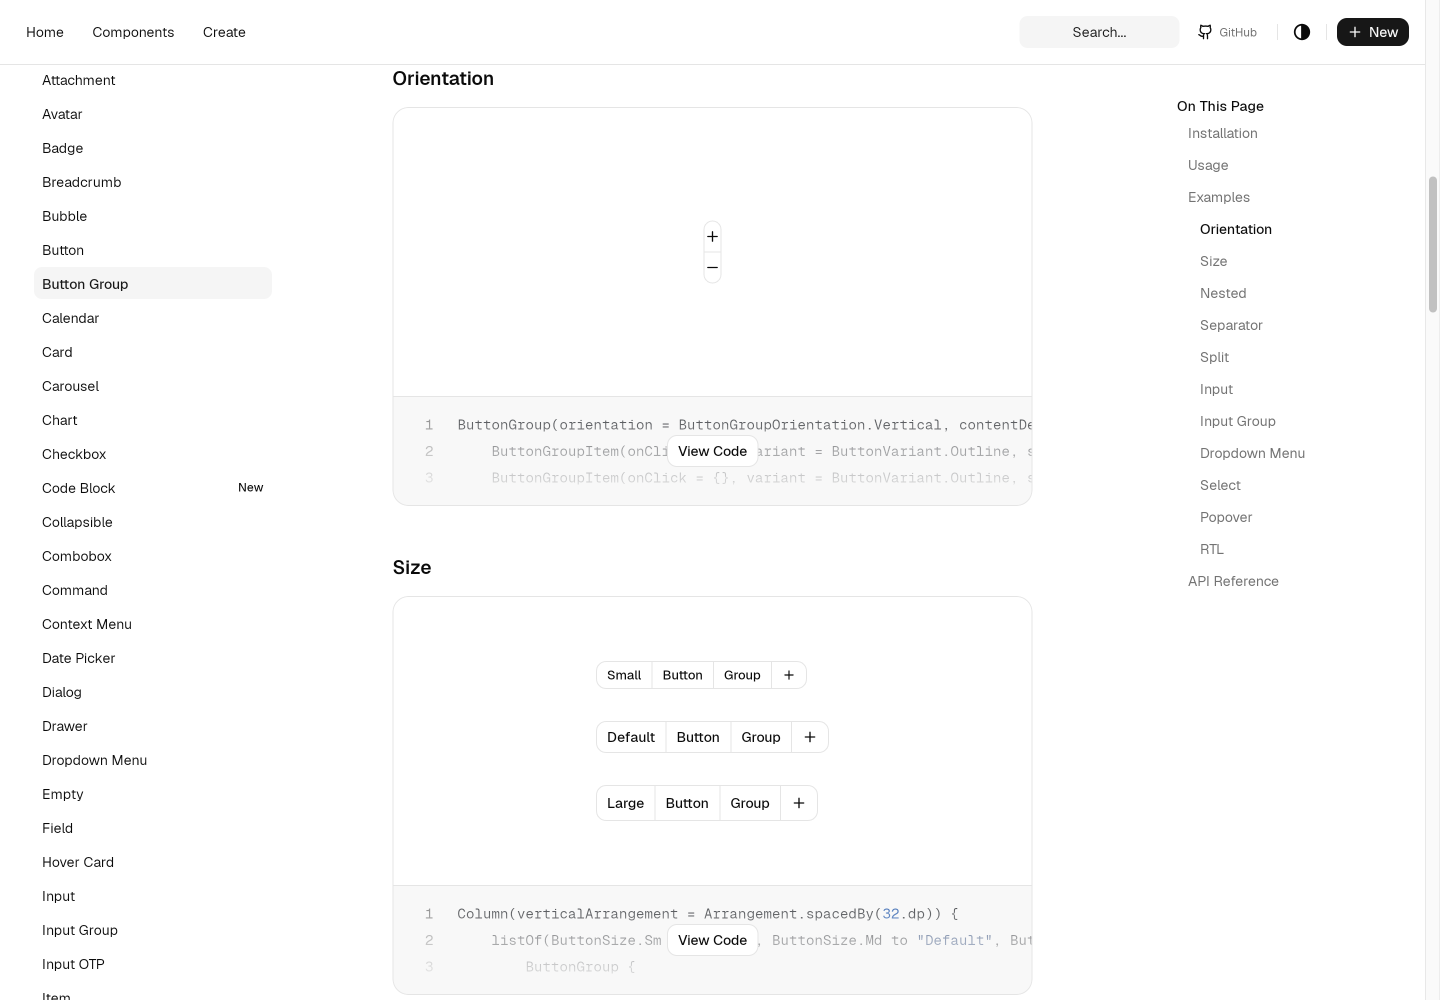 Home
Components
Create
Search...
GitHub
New
Attachment
Avatar
Badge
Breadcrumb
Bubble
Button
Button Group
Calendar
Card
Carousel
Chart
Checkbox
Code Block
New
Collapsible
Combobox
Command
Context Menu
Date Picker
Dialog
Drawer
Dropdown Menu
Empty
Field
Hover Card
Input
Input Group
Input OTP
Item
Orientation
1 ButtonGroup(orientation = ButtonGroupOrientation.Vertical, contentDe
2 ButtonGroupItem(onCli
View Code
ariant = ButtonVariant.Outline, s
3 ButtonGroupItem(onClick = {}, variant = ButtonVariant.Outline, s
Size
Small Button Group
Default Button Group
Large Button Group
1 Column(verticalArrangement = Arrangement.spacedBy(32.dp)) {
2 listOf(ButtonSize.Sm
View Code
, ButtonSize.Md to "Default", But
3 ButtonGroup {
On This Page
Installation
Usage
Examples
Orientation
Size
Nested
Separator
Split
Input
Input Group
Dropdown Menu
Select
Popover
RTL
API Reference